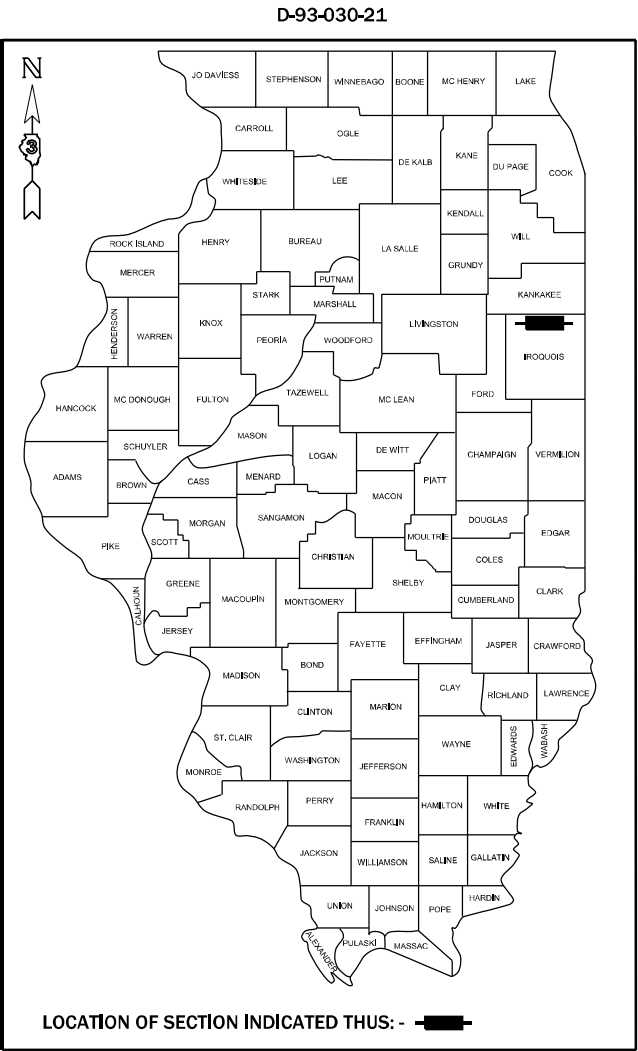 D-93-030-21
N
3
JO DAVIESS
STEPHENSON
WINNEBAGO
BOONE
MC HENRY
LAKE
CARROLL
OGLE
DE KALB
KANE
DU PAGE
COOK
WHITESIDE
LEE
KENDALL
WILL
ROCK ISLAND
HENRY
BUREAU
LA SALLE
GRUNDY
MERCER
PUTNAM
STARK
MARSHALL
KANKAKEE
HENDERSON
WARREN
KNOX
PEORIA
WOODFORD
LIVINGSTON
IROQUOIS
HANCOCK
MC DONOUGH
FULTON
TAZEWELL
MC LEAN
FORD
SCHUYLER
MASON
LOGAN
DE WITT
CHAMPAIGN
VERMILION
ADAMS
BROWN
CASS
MENARD
PIATT
MACON
PIKE
SCOTT
MORGAN
SANGAMON
MOULTRIE
DOUGLAS
EDGAR
CHRISTIAN
COLES
CALHOUN
GREENE
MACOUPIN
MONTGOMERY
SHELBY
CUMBERLAND
CLARK
JERSEY
FAYETTE
EFFINGHAM
JASPER
CRAWFORD
MADISON
BOND
CLAY
RICHLAND
LAWRENCE
CLINTON
MARION
ST. CLAIR
WAYNE
EDWARDS
WABASH
MONROE
WASHINGTON
JEFFERSON
RANDOLPH
PERRY
HAMILTON
WHITE
FRANKLIN
JACKSON
WILLIAMSON
SALINE
GALLATIN
UNION
JOHNSON
POPE
HARDIN
ALEXANDER
PULASKI
MASSAC
LOCATION OF SECTION INDICATED THUS: -